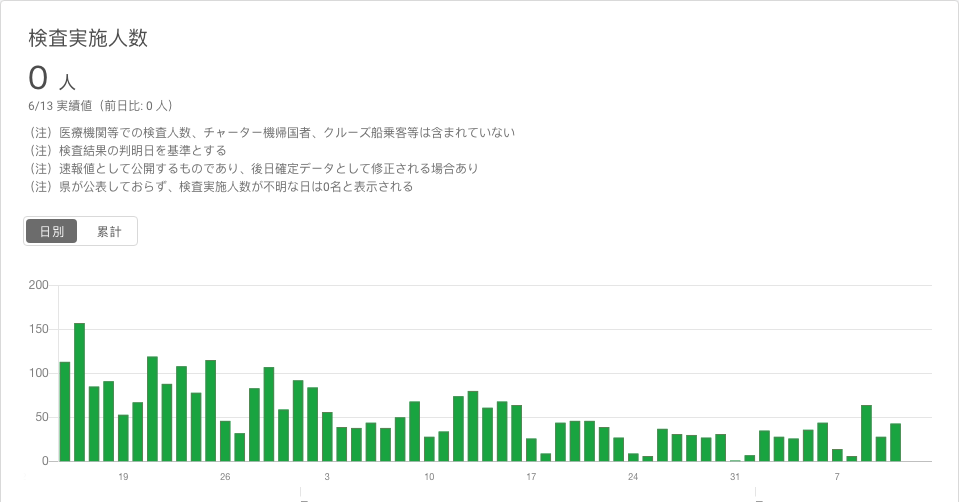 検査実施人数
0 人
6/13 実績値（前日比: 0 人）
（注）医療機関等での検査人数、チャーター機帰国者、クルーズ船乗客等は含まれていない
（注）検査結果の判明日を基準とする
（注）速報値として公開するものであり、後日確定データとして修正される場合あり
（注）県が公表しておらず、検査実施人数が不明な日は0名と表示される
日別 累計
200
150
100
50
0
19 26 3 10 17 24 31 7